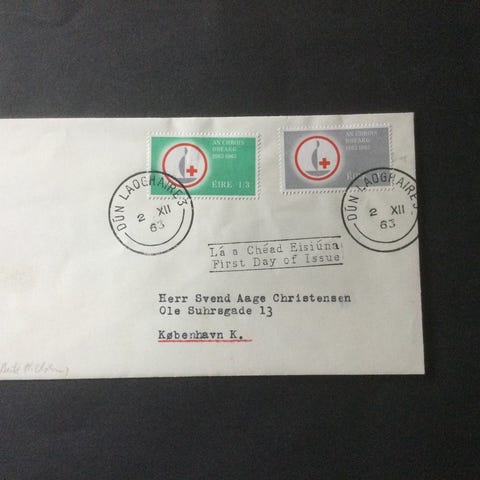 AN CHROIS
DHEARG
1863 1963
ÉIRE 1/3
AN CHROIS
DHEARG
1863 1963
DÚN LAOGHAIRE 3
2 XII
63
DÚN LAOGHAIRE 3
2 XII
63
Lá a Chéad Eisiúna
First Day of Issue
Herr Svend Aage Christensen
Ole Suhrsgade 13
København K.